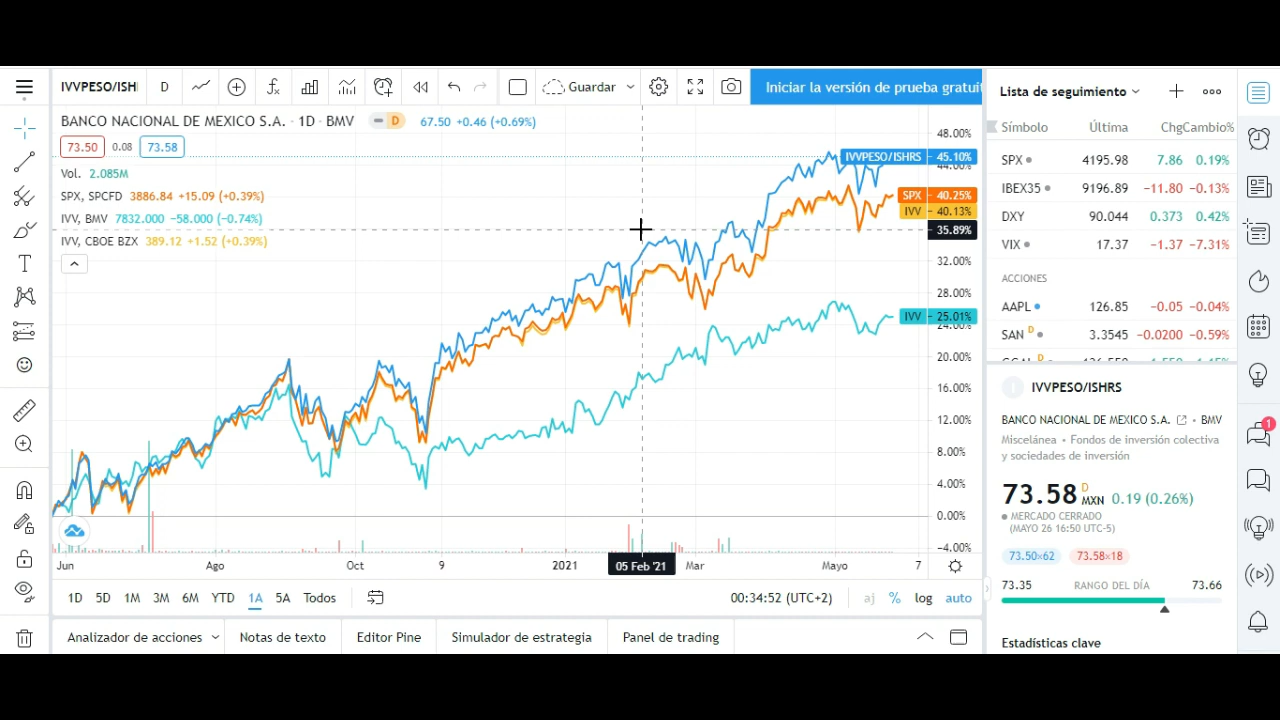 IVVPESO/ISH
D
Guardar
Iniciar la versión de prueba gratuit
BANCO NACIONAL DE MEXICO S.A. · 1D · BMV
D
67.50 +0.46 (+0.69%)
73.50 0.08 73.58
Vol. 2.085M
SPX, SPCFD 3886.84 +15.09 (+0.39%)
IVV, BMV 7832.000 −58.000 (−0.74%)
IVV, CBOE BZX 389.12 +1.52 (+0.39%)
48.00%
IVVPESO/ISHRS 45.10%
44.00%
SPX 40.25%
IVV 40.13%
35.89%
32.00%
28.00%
IVV 25.01%
24.00%
20.00%
16.00%
12.00%
8.00%
4.00%
0.00%
−4.00%
Jun Ago Oct 9 2021 05 Feb '21 Mar Mayo 7
1D 5D 1M 3M 6M YTD 1A 5A Todos
00:34:52 (UTC+2) aj % log auto
Analizador de acciones Notas de texto Editor Pine Simulador de estrategia Panel de trading
Lista de seguimiento
Símbolo Última Chg Cambio%
SPX 4195.98 7.86 0.19%
IBEX35 9196.89 −11.80 −0.13%
DXY 90.044 0.373 0.42%
VIX 17.37 −1.37 −7.31%
ACCIONES
AAPL 126.85 −0.05 −0.04%
SAN D 3.3545 −0.0200 −0.59%
I IVVPESO/ISHRS
BANCO NACIONAL DE MEXICO S.A. • BMV
Miscelánea • Fondos de inversión colectiva
y sociedades de inversión
73.58 D MXN 0.19 (0.26%)
MERCADO CERRADO
(MAYO 26 16:50 UTC-5)
73.50×62 73.58×18
73.35 RANGO DEL DÍA 73.66
Estadísticas clave
1